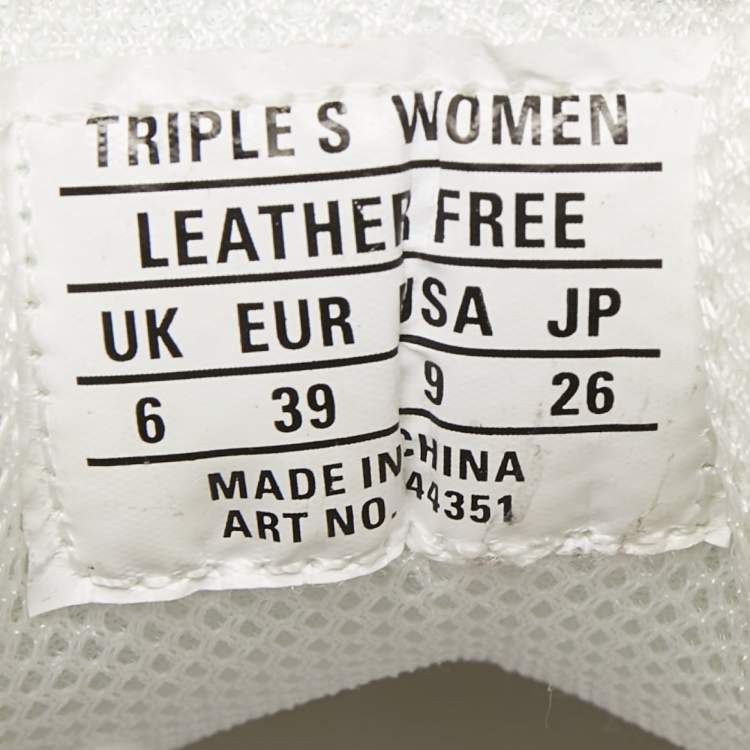 TRIPLE S WOMEN
LEATHER FREE
UK EUR USA JP
6 39 9 26
MADE IN CHINA
ART NO. 44351